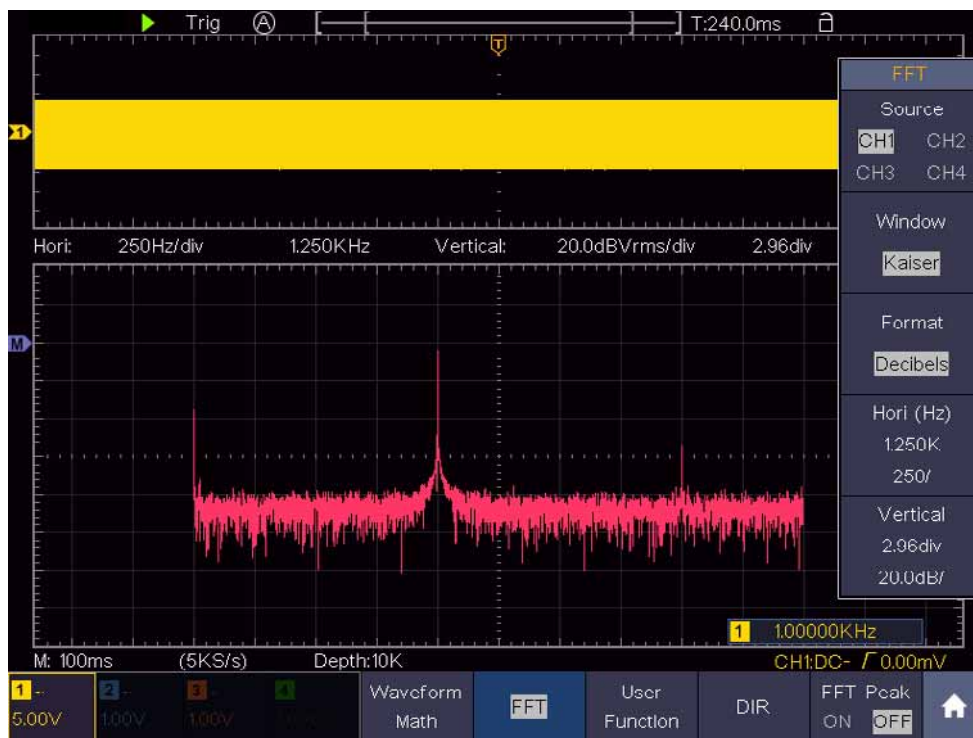 Trig A T:240.0ms
T
1
FFT
Source
CH1 CH2
CH3 CH4
Window
Kaiser
Format
Decibels
Hori (Hz)
1.250K
250/
Vertical
2.96div
20.0dB/
Hori: 250Hz/div 1.250KHz Vertical: 20.0dBVrms/div 2.96div
M
1 1.00000KHz
M: 100ms (5KS/s) Depth:10K CH1:DC- 0.00mV
1 2 3 4
5.00V 1.00V 1.00V
Waveform
Math
FFT
User
Function
DIR
FFT Peak
ON OFF